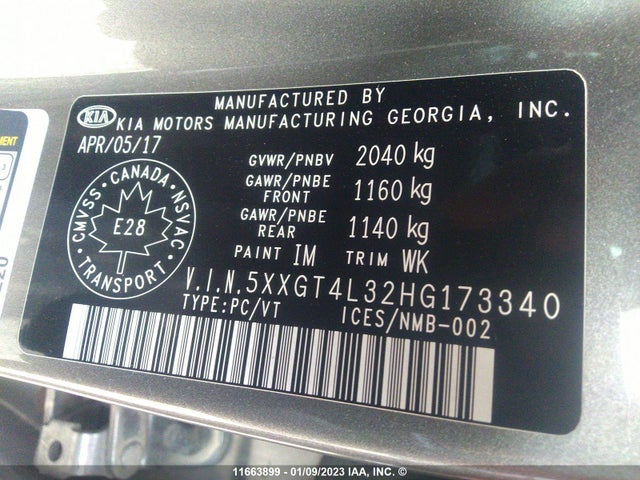 MANUFACTURED BY
KIA KIA MOTORS MANUFACTURING GEORGIA, INC.
APR/05/17
GVWR/PNBV 2040 kg
GAWR/PNBE FRONT 1160 kg
GAWR/PNBE REAR 1140 kg
CMVSS • CANADA • NSVAC
E28
TRANSPORT
PAINT IM TRIM WK
V.I.N.5XXGT4L32HG173340
TYPE:PC/VT ICES/NMB-002
11663899 - 01/09/2023 IAA, INC. ©